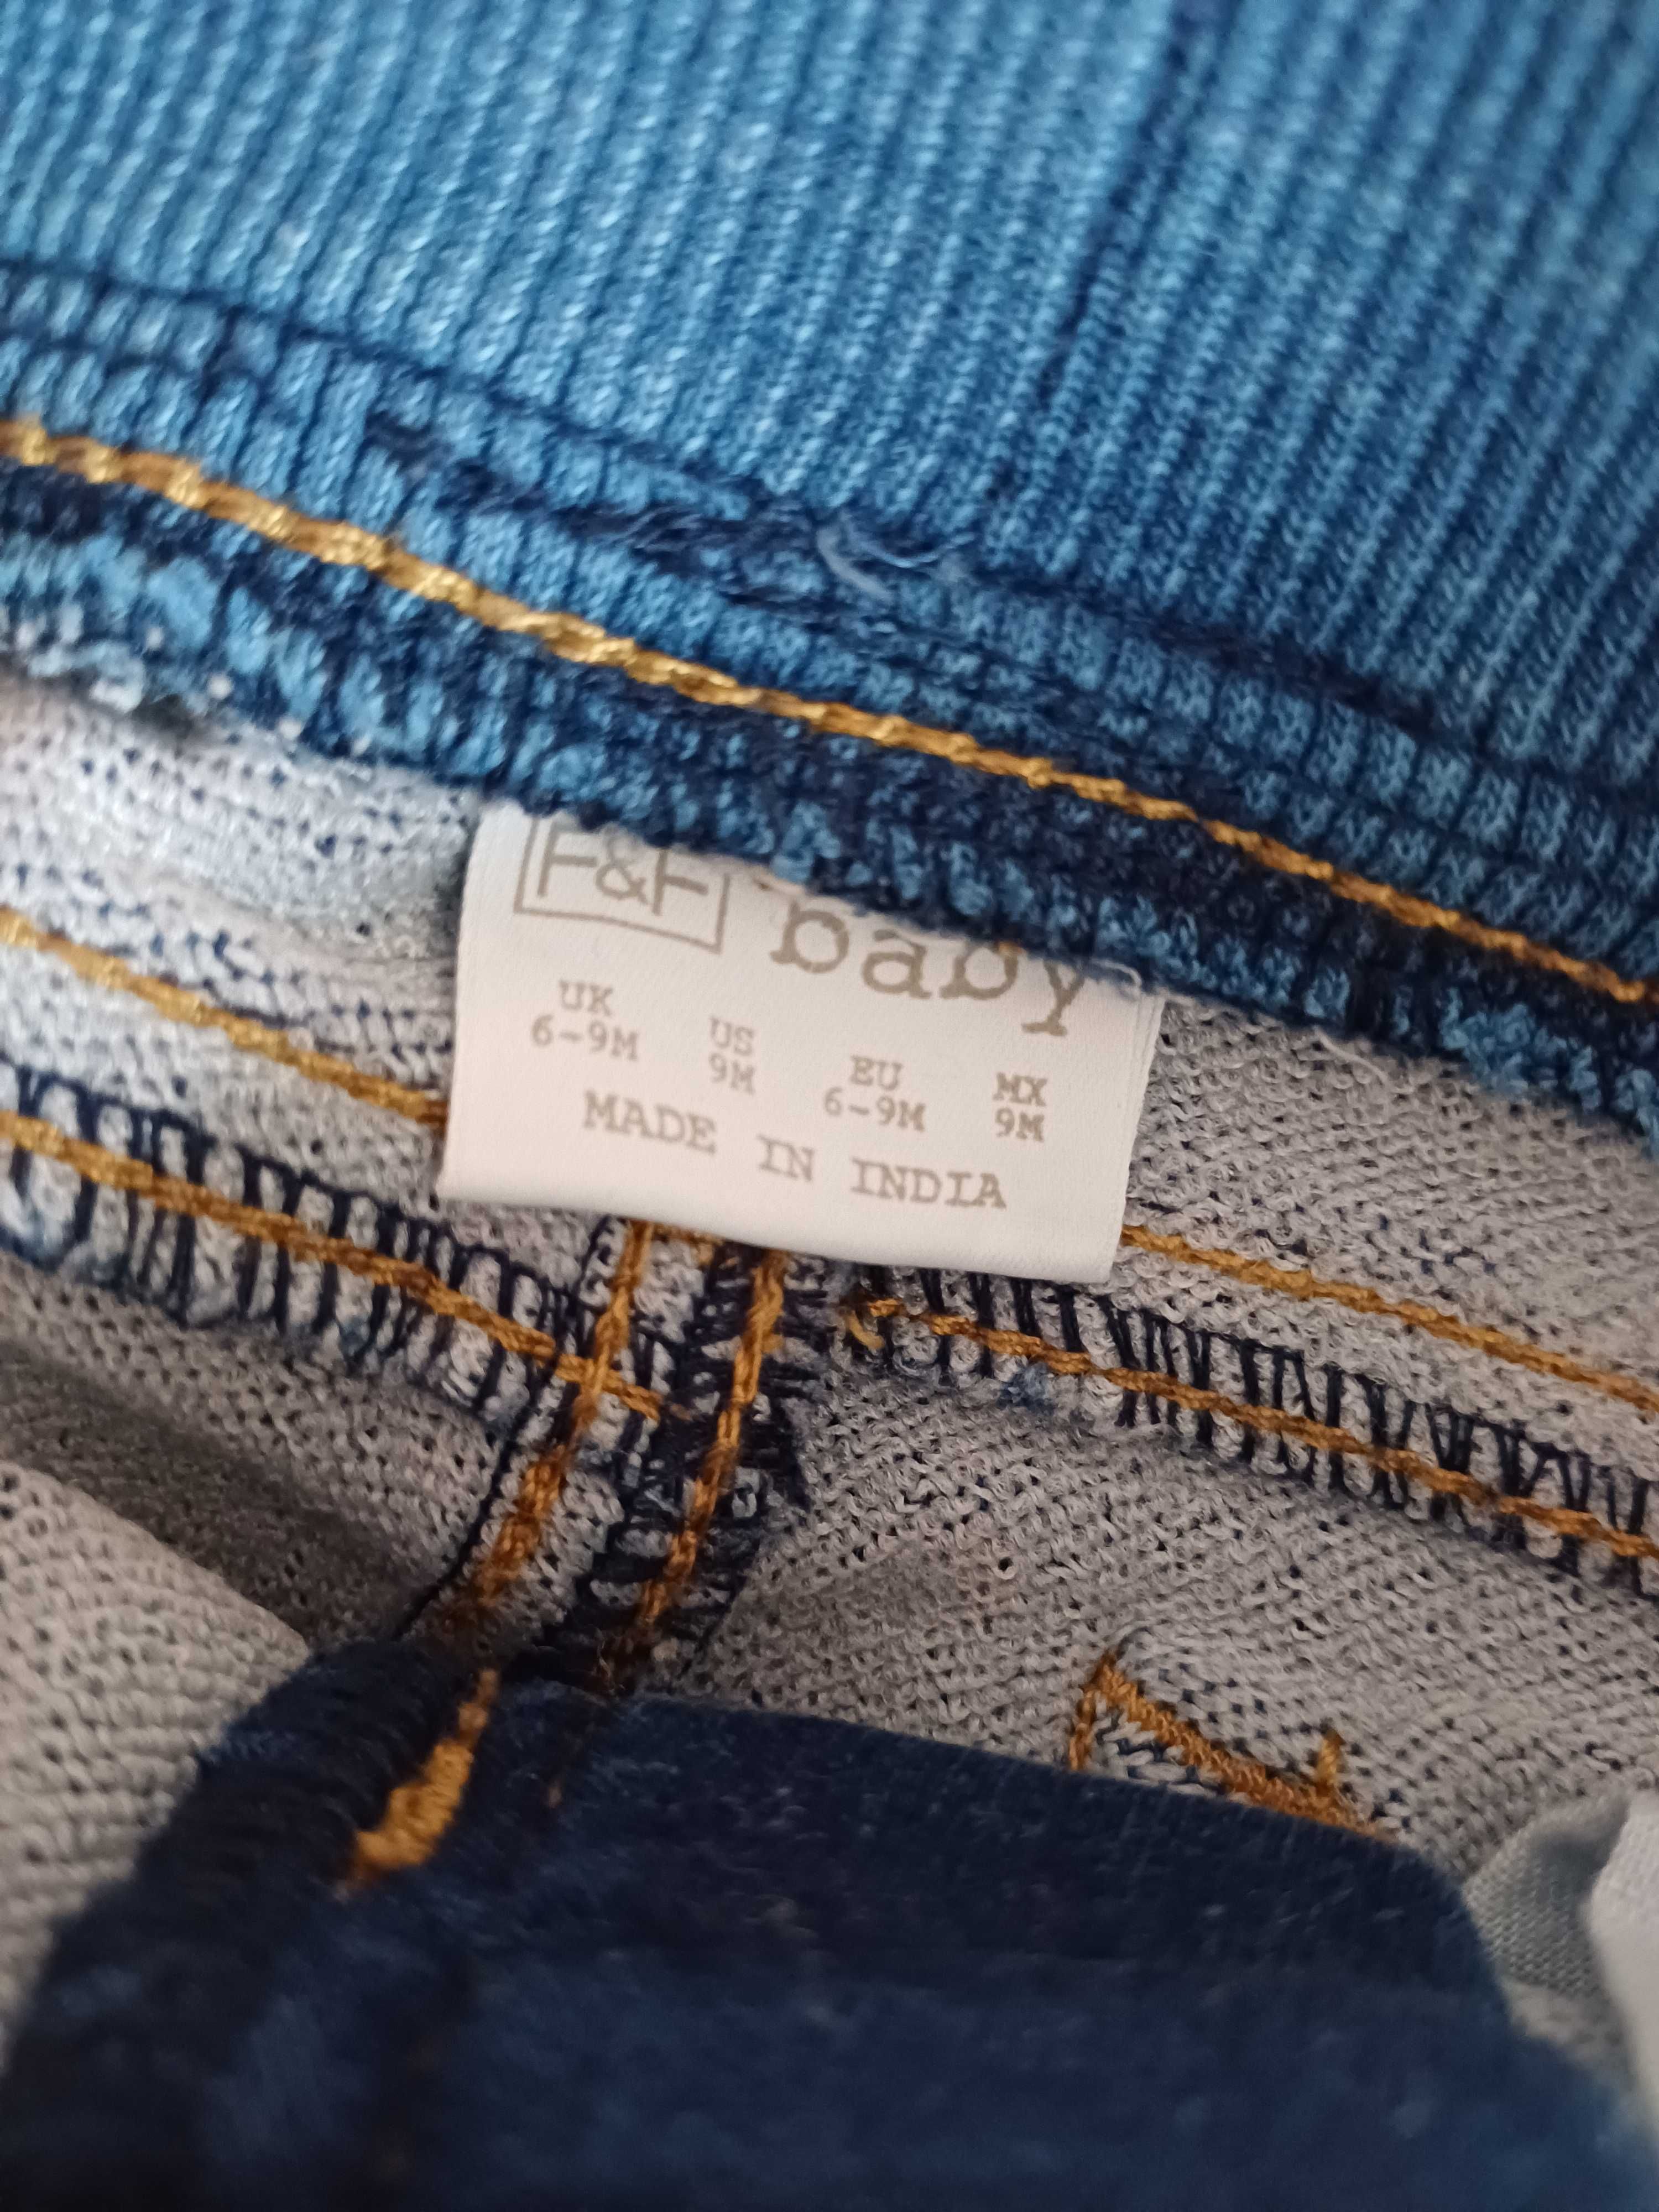 F&F baby
UK US EU MX
6-9M 9M 6-9M 9M
MADE IN INDIA